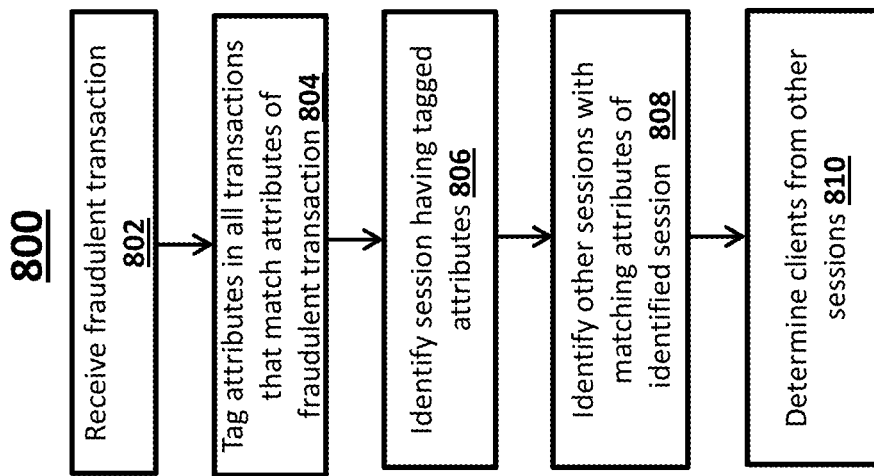 800
Receive fraudulent transaction
802
Tag attributes in all transactions
that match attributes of
fraudulent transaction 804
Identify session having tagged
attributes 806
Identify other sessions with
matching attributes of
identified session 808
Determine clients from other
sessions 810